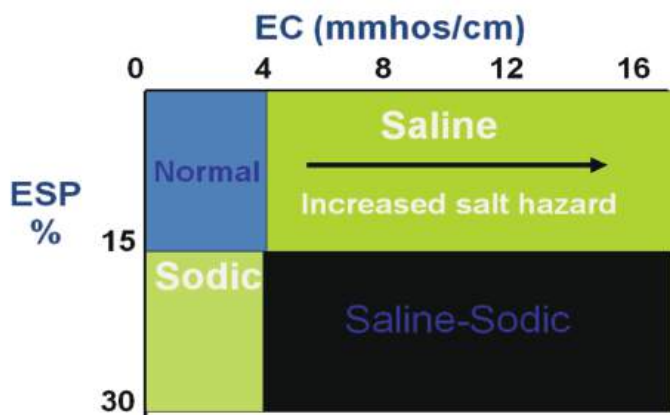 EC (mmhos/cm)
0 4 8 12 16
Saline
Normal
Increased salt hazard
ESP
%
15
Sodic
Saline-Sodic
30